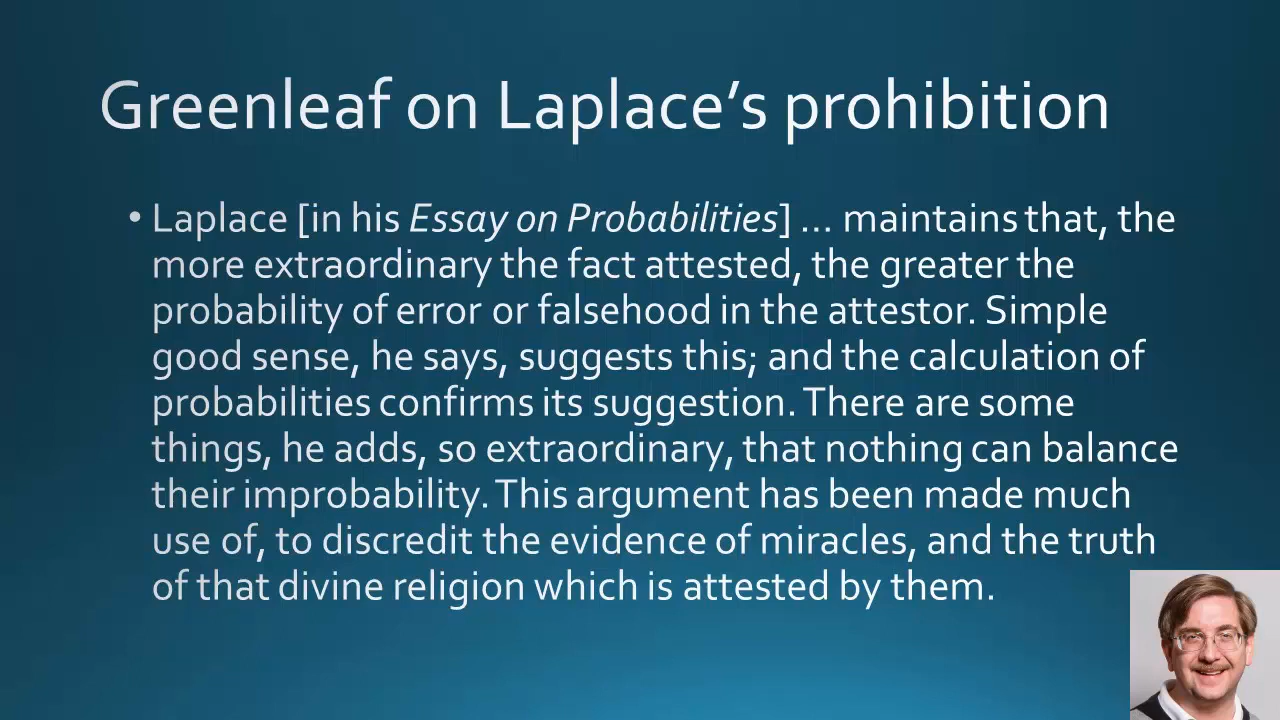 Greenleaf on Laplace’s prohibition
• Laplace [in his Essay on Probabilities] … maintains that, the
more extraordinary the fact attested, the greater the
probability of error or falsehood in the attestor. Simple
good sense, he says, suggests this; and the calculation of
probabilities confirms its suggestion. There are some
things, he adds, so extraordinary, that nothing can balance
their improbability. This argument has been made much
use of, to discredit the evidence of miracles, and the truth
of that divine religion which is attested by them.